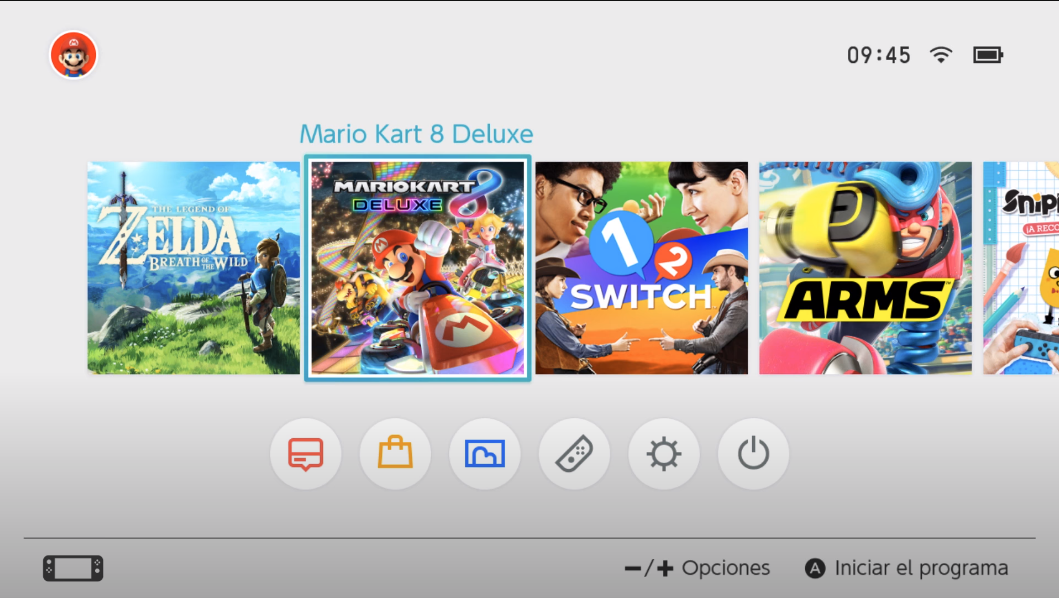 09:45
Mario Kart 8 Deluxe
THE LEGEND OF
ZELDA
BREATH OF THE WILD
MARIOKART 8
DELUXE
1 2
SWITCH
ARMS
Snip
¡A RECO
−/+ Opciones
A Iniciar el programa